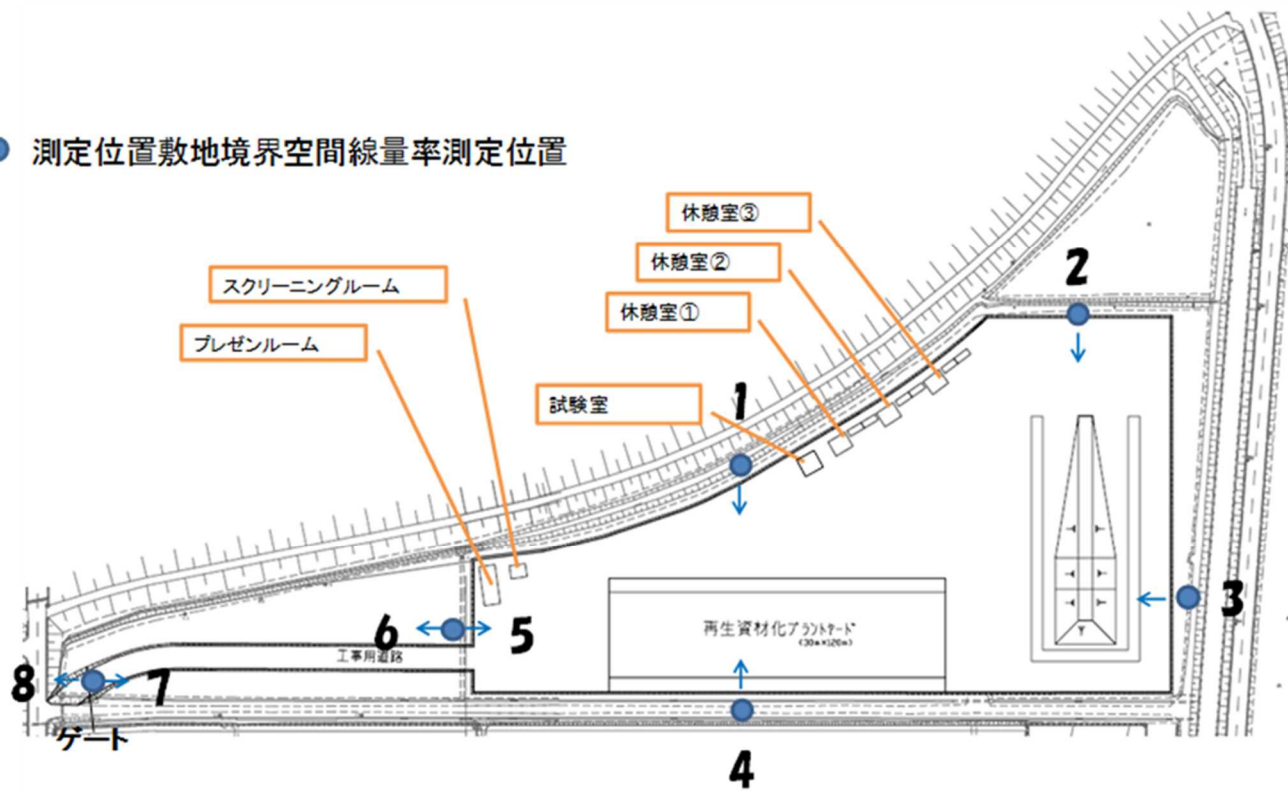 測定位置敷地境界空間線量率測定位置
休憩室③
2
休憩室②
スクリーニングルーム
休憩室①
プレゼンルーム
試験室
1
3
再生資材化プラントヤード
(30m×120m)
6
5
工事用道路
8
7
ゲート
4